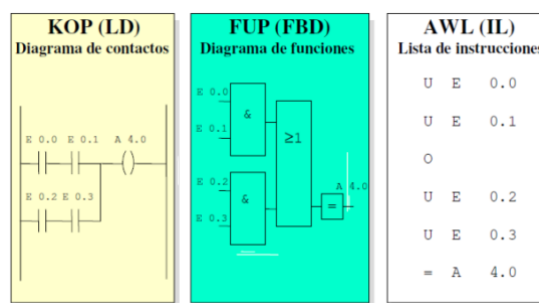 KOP (LD)
Diagrama de contactos
E 0.0 E 0.1 A 4.0
( )
E 0.2 E 0.3
FUP (FBD)
Diagrama de funciones
E 0.0
&
E 0.1
≥1
E 0.2
&
E 0.3
A 4.0
=
AWL (IL)
Lista de instrucciones
U E 0.0
U E 0.1
O
U E 0.2
U E 0.3
= A 4.0